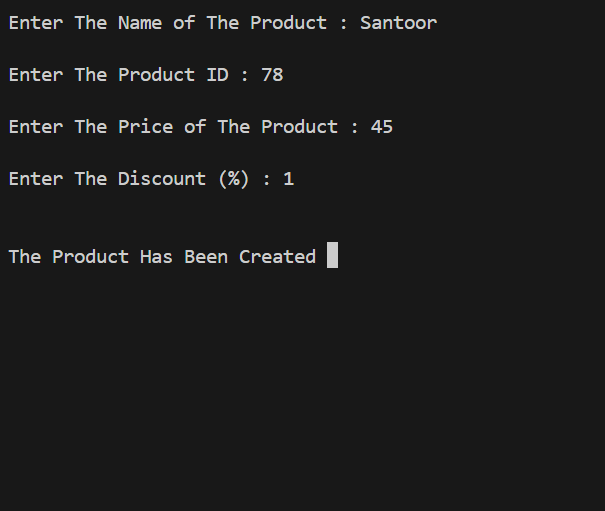 Enter The Name of The Product : Santoor
Enter The Product ID : 78
Enter The Price of The Product : 45
Enter The Discount (%) : 1
The Product Has Been Created